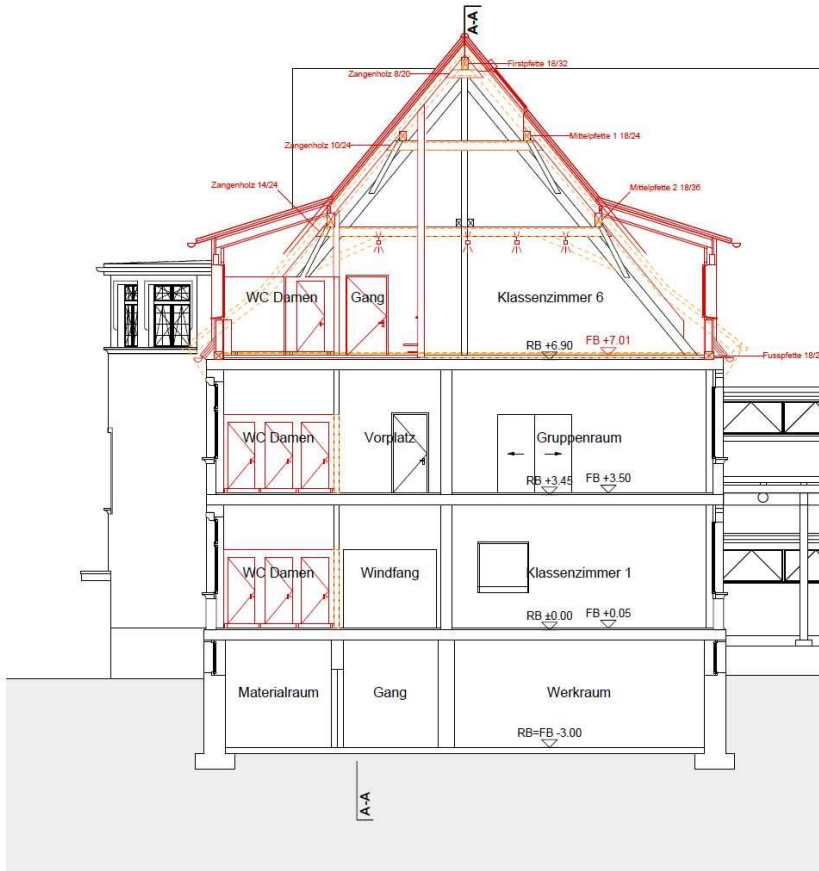 A-A
Firstpfette 18/32
Zangenholz 8/20
Mittelpfette 1 18/24
Zangenholz 10/24
Zangenholz 14/24
Mittelpfette 2 18/36
WC Damen
Gang
Klassenzimmer 6
RB +6.90
FB +7.01
Fusspfette 18/2
WC Damen
Vorplatz
Gruppenraum
RB +3.45
FB +3.50
WC Damen
Windfang
Klassenzimmer 1
RB ±0.00
FB +0.05
Materialraum
Gang
Werkraum
RB=FB -3.00
A-A